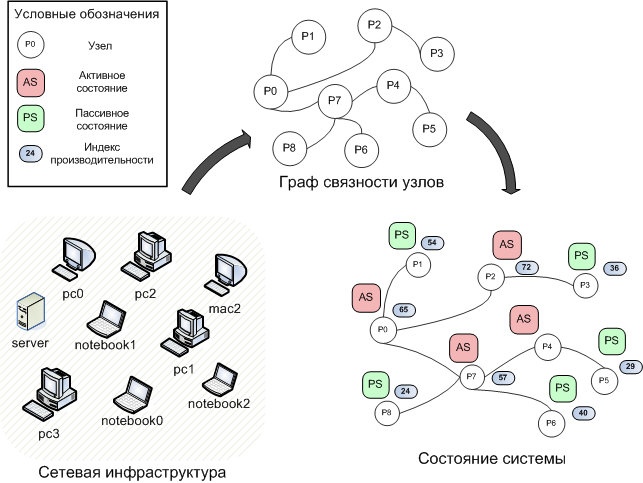 Условные обозначения
P0
Узел
AS
Активное
состояние
PS
Пассивное
состояние
24
Индекс
производительности
P1
P2
P3
P0
P7
P4
P8
P6
P5
Граф связности узлов
pc0
pc2
mac2
server
notebook1
pc1
pc3
notebook0
notebook2
Сетевая инфраструктура
PS
54
P1
AS
72
P2
PS
36
P3
AS
65
P0
AS
P4
AS
57
P7
PS
29
P5
PS
24
P8
PS
40
P6
Состояние системы